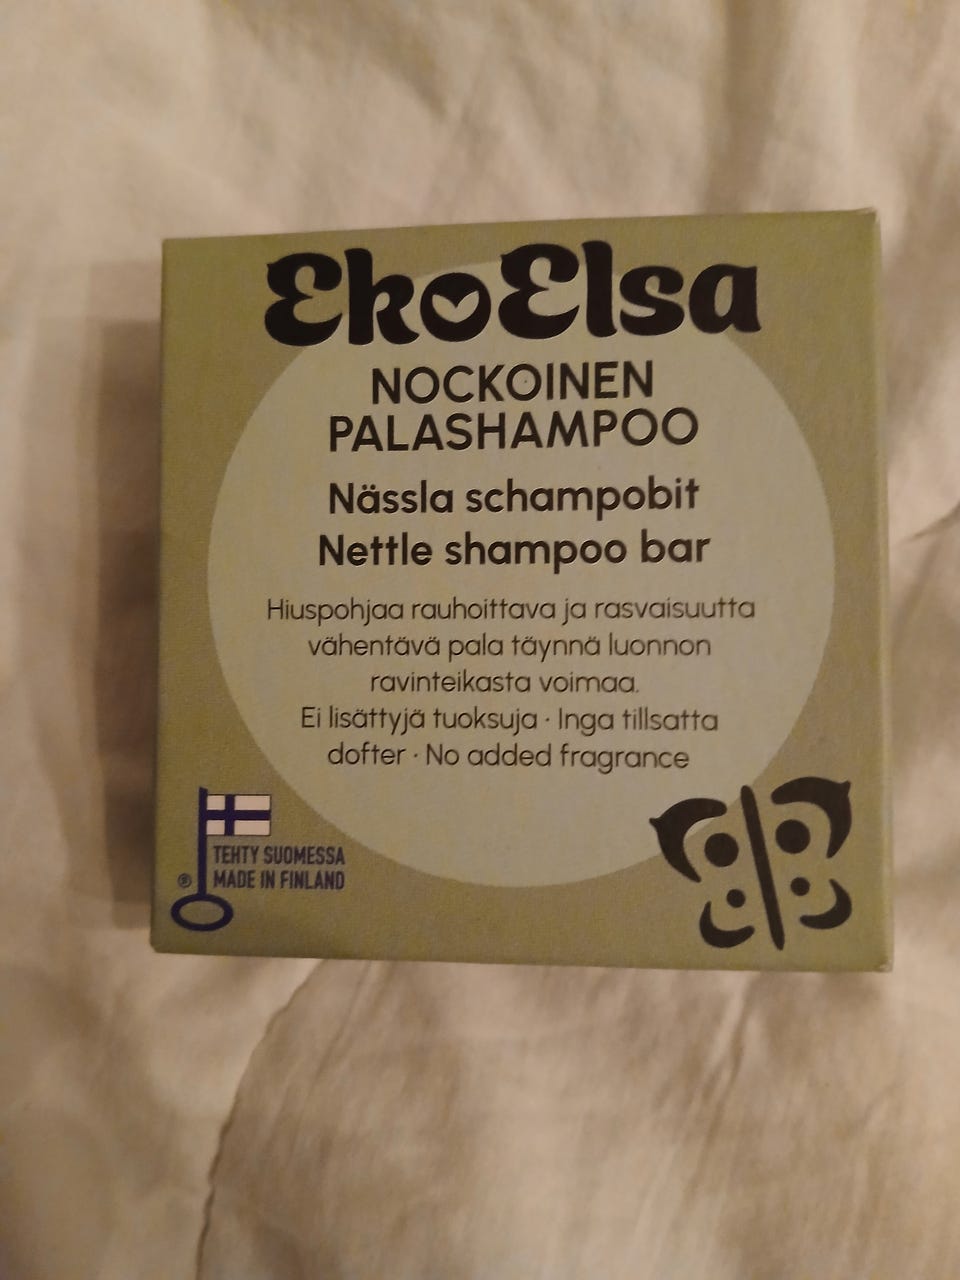 EkoElsa
NOCKOINEN
PALASHAMPOO
Nässla schampobit
Nettle shampoo bar
Hiuspohjaa rauhoittava ja rasvaisuutta
vähentävä pala täynnä luonnon
ravinteikasta voimaa.
Ei lisättyjä tuoksuja · Inga tillsatta
dofter · No added fragrance
TEHTY SUOMESSA
® MADE IN FINLAND